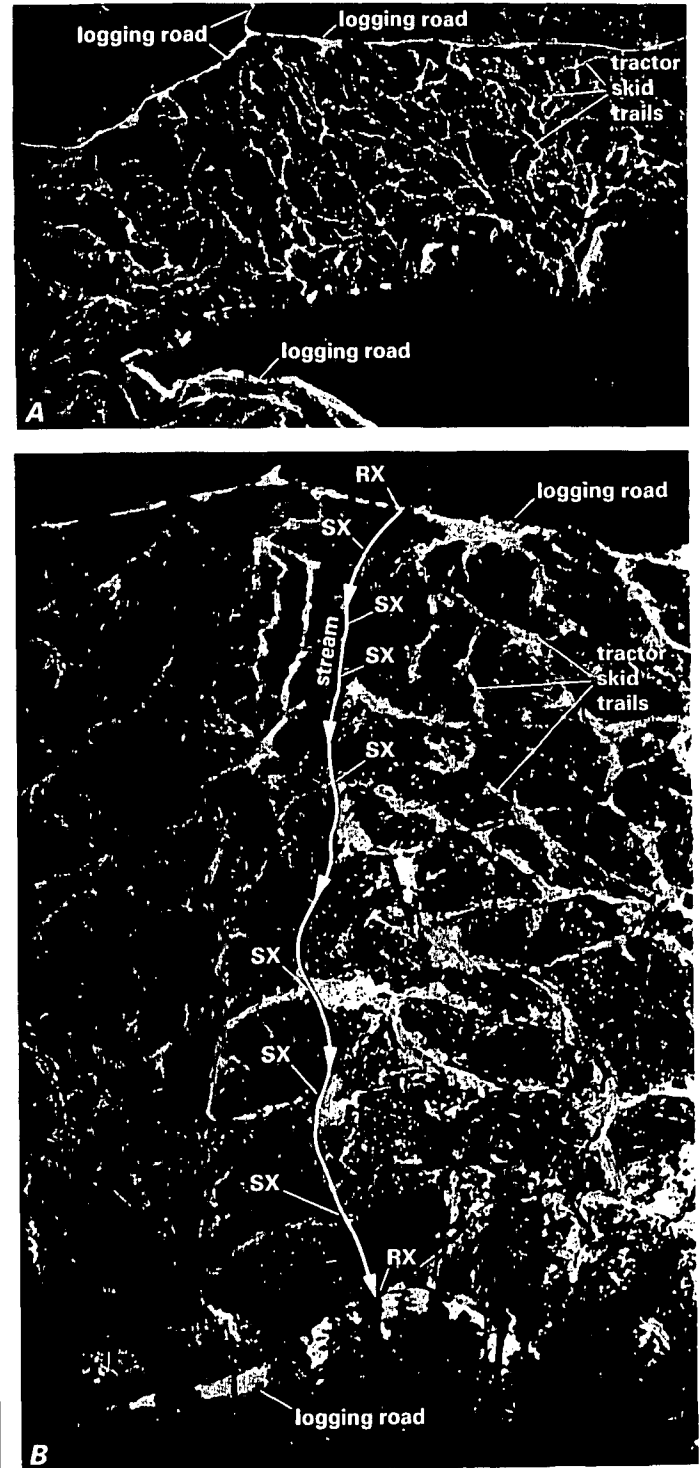 logging road
logging road
tractor
skid
trails
logging road
A
RX
logging road
SX
SX
stream
SX
tractor
skid
trails
SX
SX
SX
SX
RX
logging road
B